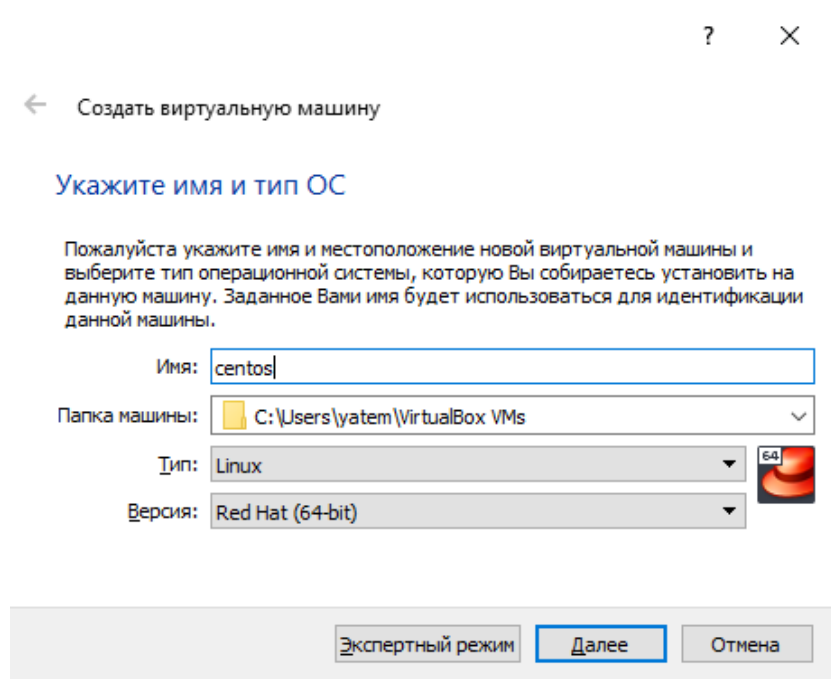 ?
Создать виртуальную машину
Укажите имя и тип ОС
Пожалуйста укажите имя и местоположение новой виртуальной машины и
выберите тип операционной системы, которую Вы собираетесь установить на
данную машину. Заданное Вами имя будет использоваться для идентификации
данной машины.
Имя: centos
Папка машины: C:\Users\yatem\VirtualBox VMs
Тип: Linux
64
Версия: Red Hat (64-bit)
Экспертный режим Далее Отмена